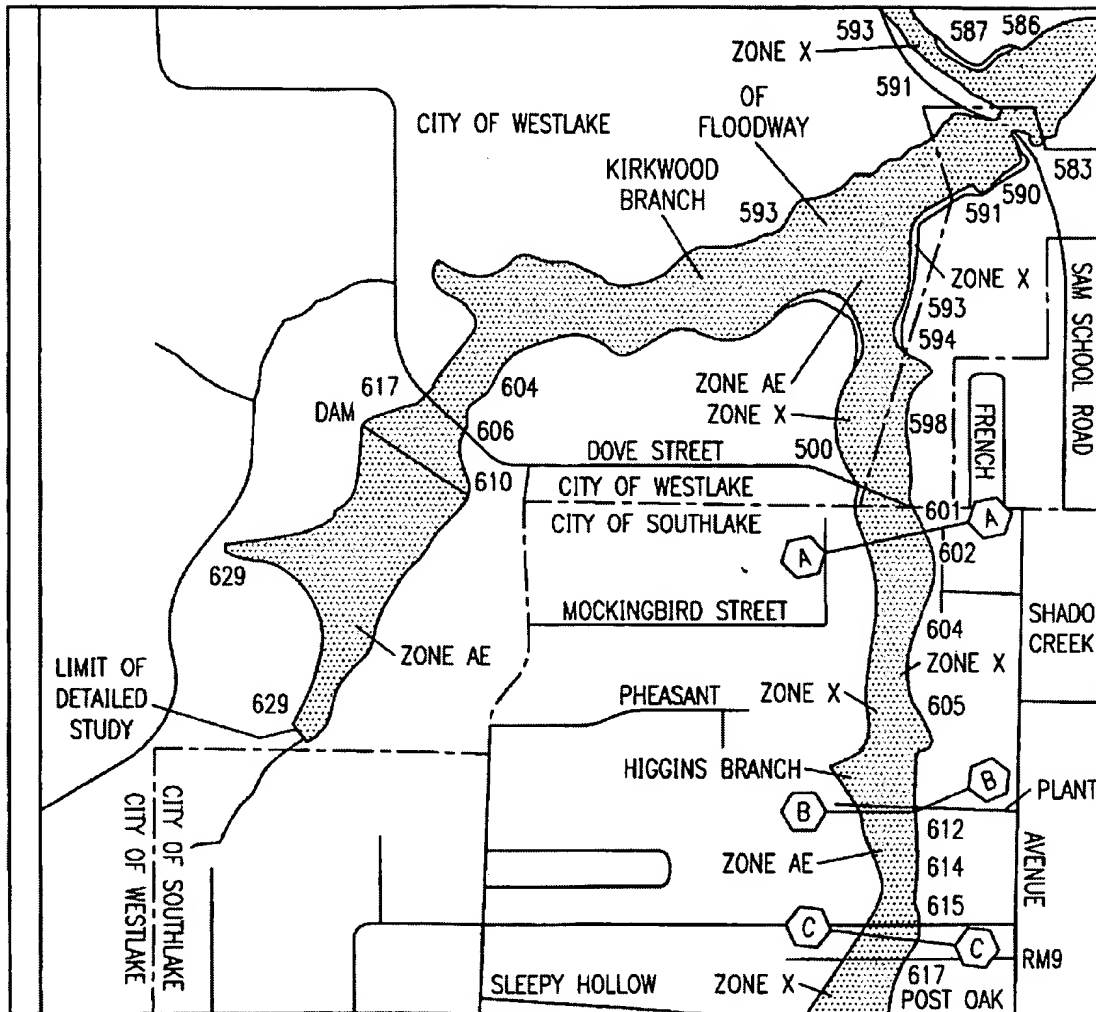 593
587
586
ZONE X
591
OF
FLOODWAY
CITY OF WESTLAKE
KIRKWOOD
BRANCH
593
583
590
591
ZONE X
593
594
SAM SCHOOL ROAD
617
604
ZONE AE
ZONE X
598
FRENCH
DAM
606
500
DOVE STREET
610
CITY OF WESTLAKE
601
CITY OF SOUTHLAKE
A
A
602
629
MOCKINGBIRD STREET
604
SHADO
CREEK
ZONE AE
ZONE X
LIMIT OF
DETAILED
STUDY
629
PHEASANT
ZONE X
605
HIGGINS BRANCH
B
B
PLANT
612
CITY OF SOUTHLAKE
CITY OF WESTLAKE
ZONE AE
614
AVENUE
615
C
C
RM9
617
SLEEPY HOLLOW
ZONE X
POST OAK